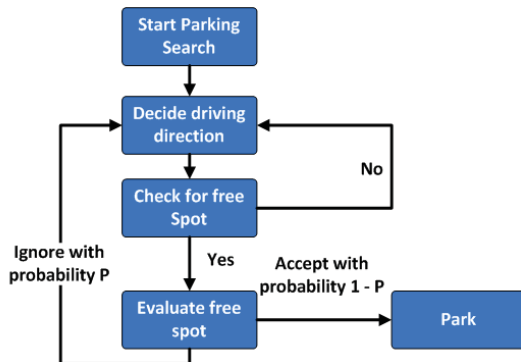 Start Parking
Search
Decide driving
direction
No
Check for free
Spot
Ignore with
probability P
Yes
Accept with
probability 1 - P
Evaluate free
spot
Park